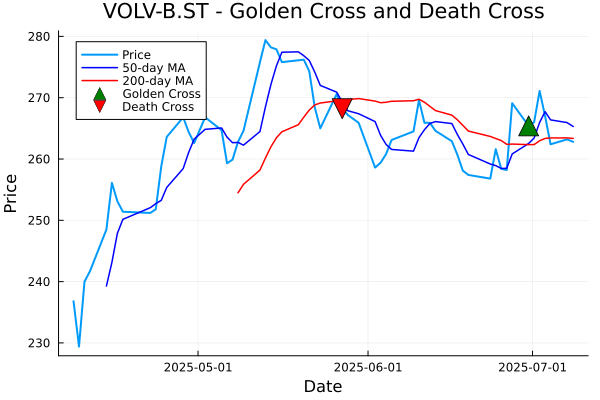 VOLV-B.ST - Golden Cross and Death Cross
280
270
260
250
240
230
Price
Price
50-day MA
200-day MA
Golden Cross
Death Cross
2025-05-01
2025-06-01
2025-07-01
Date